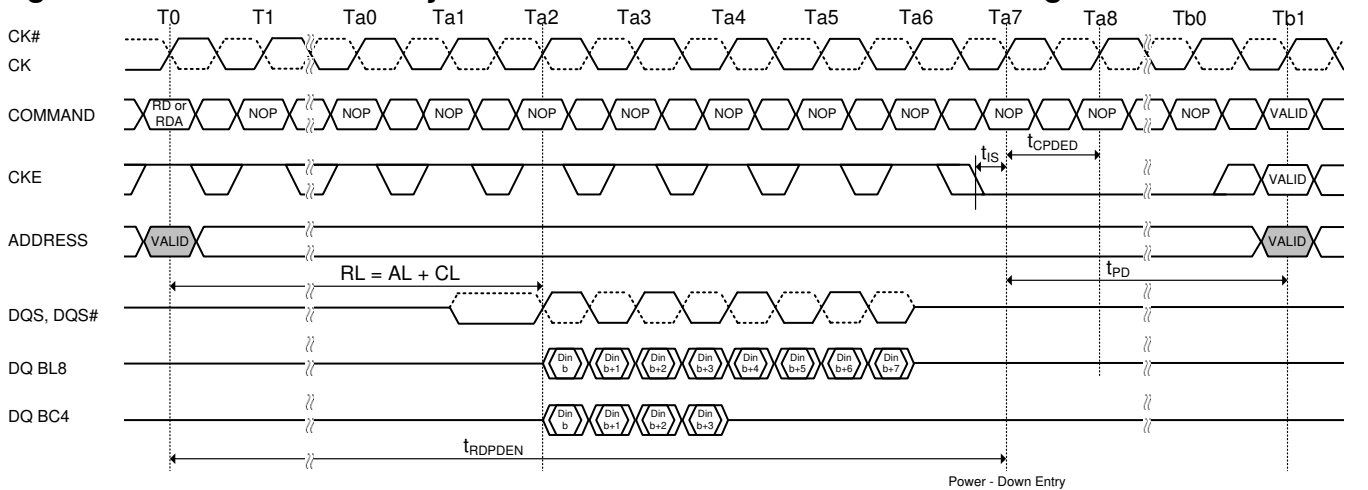 T0 T1 Ta0 Ta1 Ta2 Ta3 Ta4 Ta5 Ta6 Ta7 Ta8 Tb0 Tb1
CK#
CK
COMMAND RD or RDA NOP NOP NOP NOP NOP NOP NOP NOP NOP NOP NOP VALID
tIS tCPDED
CKE VALID
ADDRESS VALID VALID
RL = AL + CL tPD
DQS, DQS#
DQ BL8 Din b Din b+1 Din b+2 Din b+3 Din b+4 Din b+5 Din b+6 Din b+7
DQ BC4 Din b Din b+1 Din b+2 Din b+3
tRDPDEN
Power - Down Entry